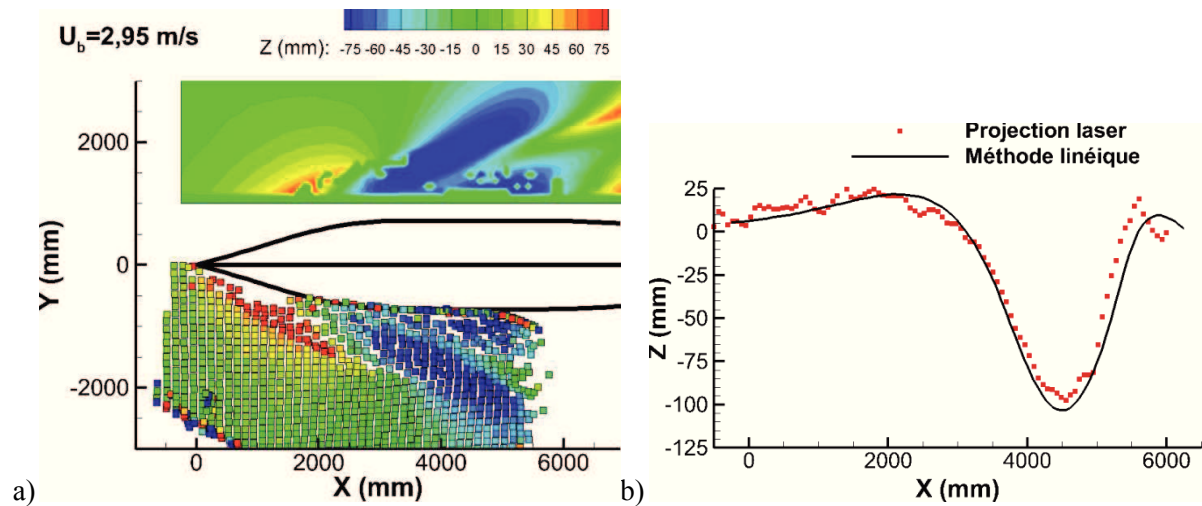 U_b=2,95 m/s
Z (mm): -75 -60 -45 -30 -15 0 15 30 45 60 75
2000
0
-2000
Y (mm)
0 2000 4000 6000
X (mm)
a)
Projection laser
Méthode linéique
25
0
-25
-50
-75
-100
-125
Z (mm)
0 2000 4000 6000
X (mm)
b)